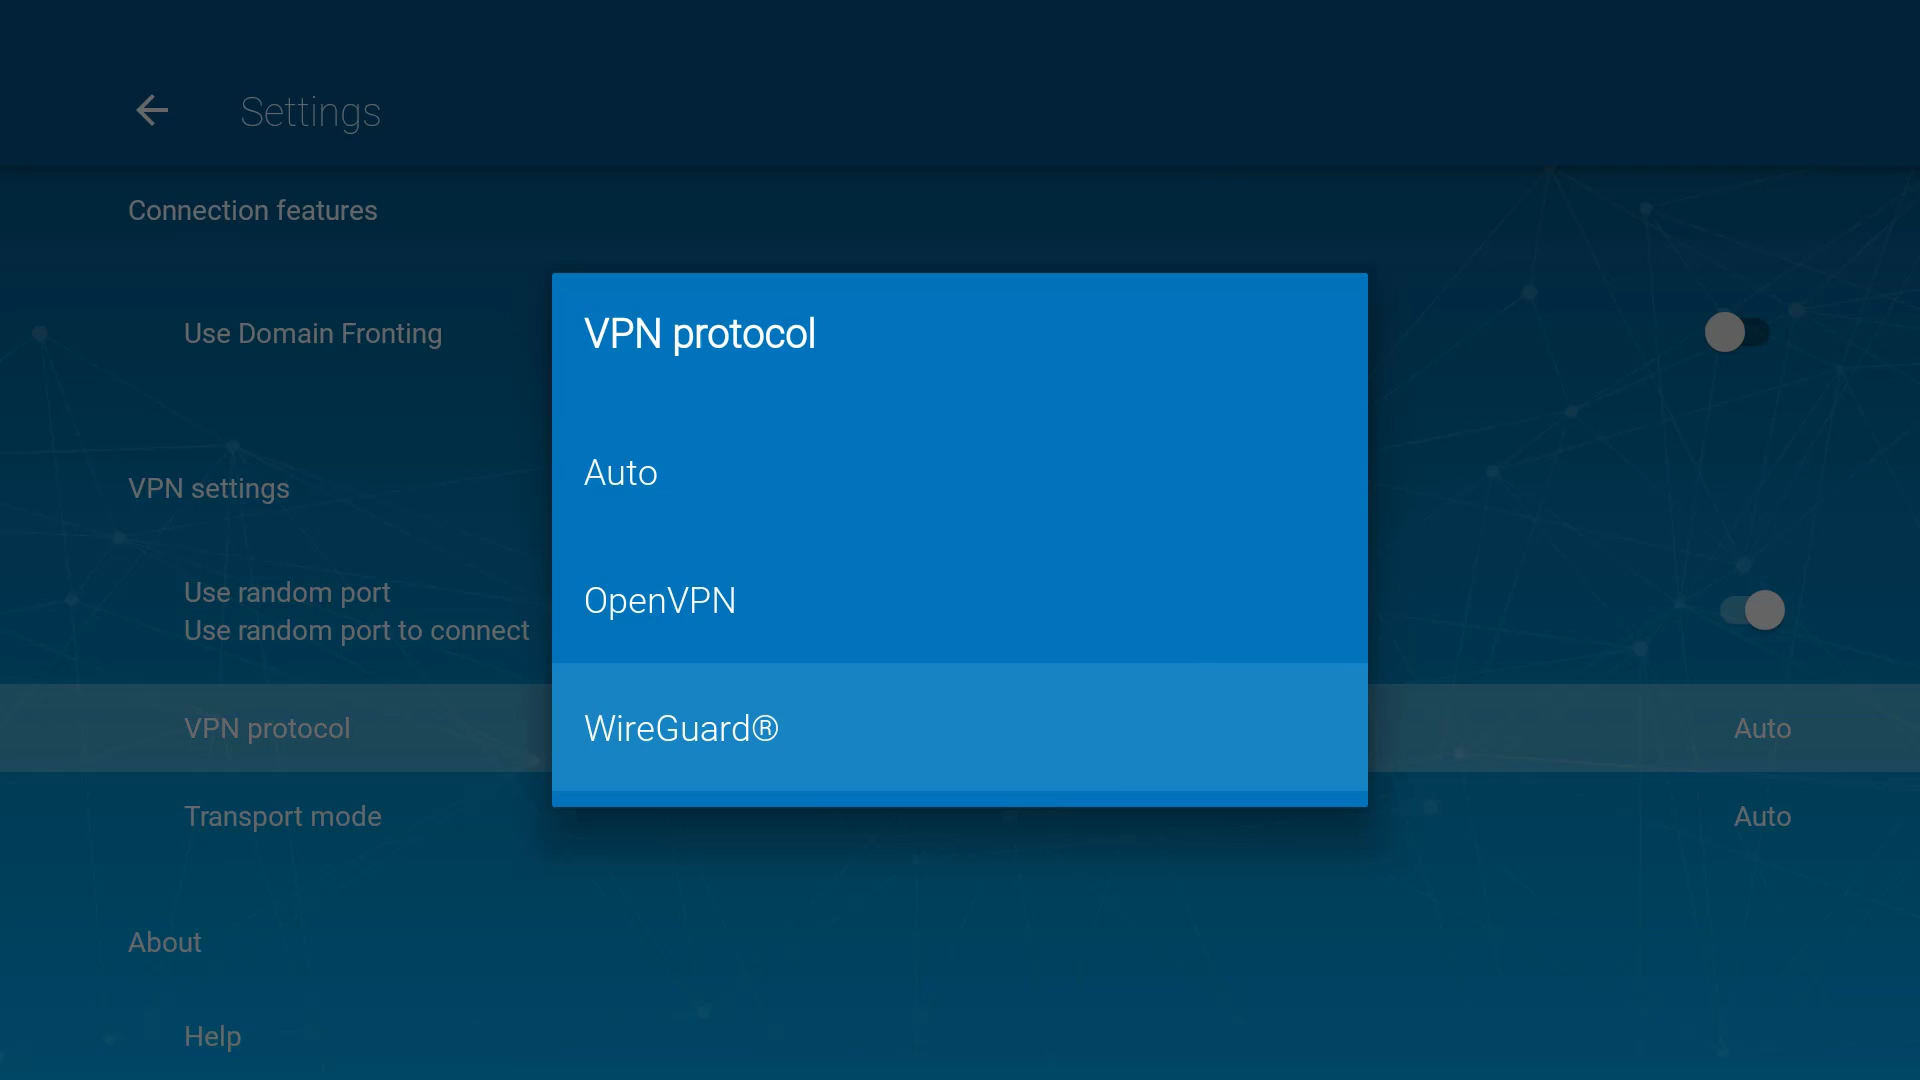 Settings
Connection features
Use Domain Fronting
VPN settings
Use random port
Use random port to connect
VPN protocol
Auto
Transport mode
Auto
About
Help
VPN protocol
Auto
OpenVPN
WireGuard®